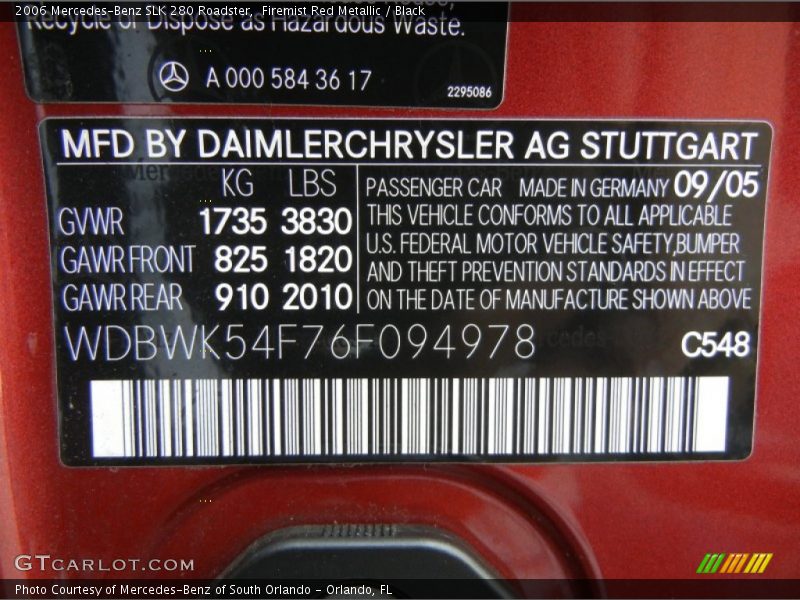 2006 Mercedes-Benz SLK 280 Roadster, Firemist Red Metallic / Black
Recycle or Dispose as Hazardous Waste.
A 000 584 36 17
2295086
MFD BY DAIMLERCHRYSLER AG STUTTGART
KG LBS
GVWR 1735 3830
GAWR FRONT 825 1820
GAWR REAR 910 2010
PASSENGER CAR MADE IN GERMANY 09/05
THIS VEHICLE CONFORMS TO ALL APPLICABLE
U.S. FEDERAL MOTOR VEHICLE SAFETY,BUMPER
AND THEFT PREVENTION STANDARDS IN EFFECT
ON THE DATE OF MANUFACTURE SHOWN ABOVE
WDBWK54F76F094978
C548
GTCARLOT.COM
Photo Courtesy of Mercedes-Benz of South Orlando - Orlando, FL